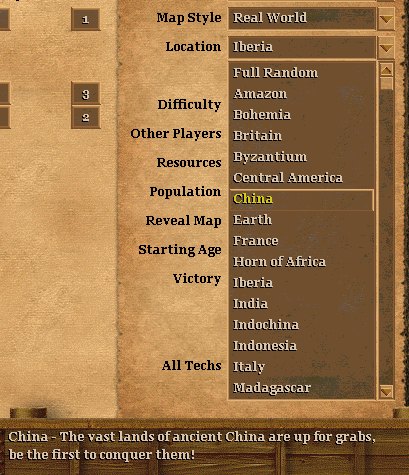 1
3
2
Map Style Real World
Location Iberia
Difficulty
Other Players
Resources
Population
Reveal Map
Starting Age
Victory
All Techs
Full Random
Amazon
Bohemia
Britain
Byzantium
Central America
China
Earth
France
Horn of Africa
Iberia
India
Indochina
Indonesia
Italy
Madagascar
China - The vast lands of ancient China are up for grabs,
be the first to conquer them!